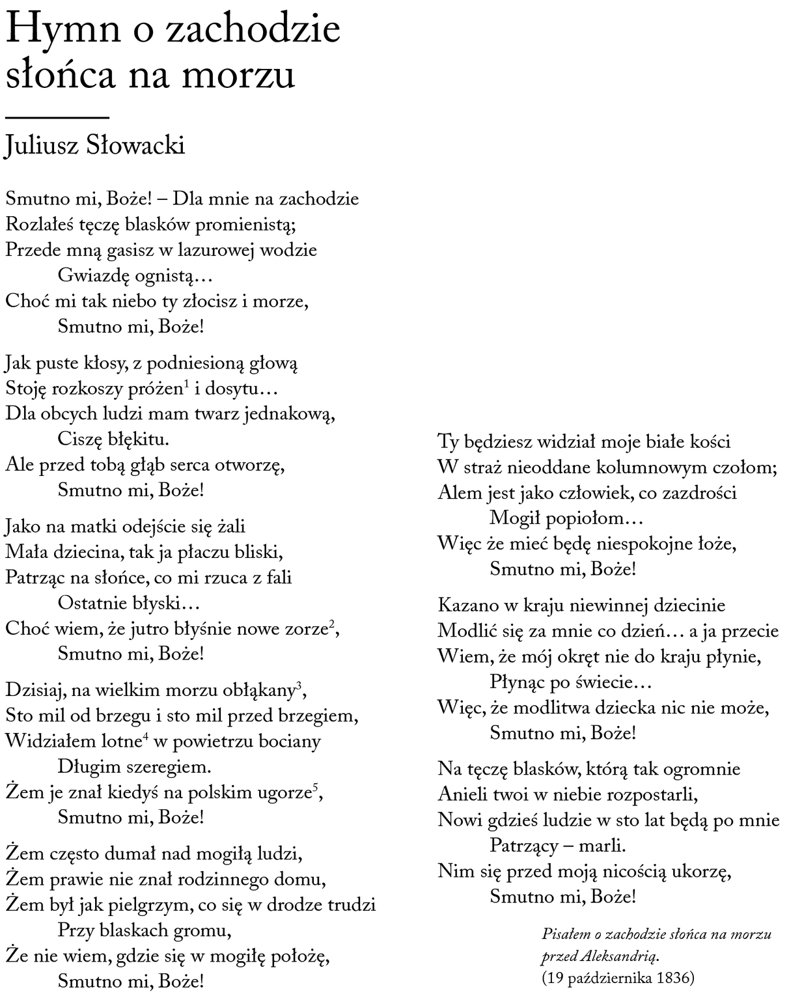 Hymn o zachodzie
słońca na morzu
Juliusz Słowacki
Smutno mi, Boże! – Dla mnie na zachodzie
Rozlałeś tęczę blasków promienistą;
Przede mną gasisz w lazurowej wodzie
Gwiazdę ognistą…
Choć mi tak niebo ty złocisz i morze,
Smutno mi, Boże!
Jak puste kłosy, z podniesioną głową
Stoję rozkoszy próżen¹ i dosytu…
Dla obcych ludzi mam twarz jednakową,
Ciszę błękitu.
Ale przed tobą głąb serca otworzę,
Smutno mi, Boże!
Jako na matki odejście się żali
Mała dziecina, tak ja płaczu bliski,
Patrząc na słońce, co mi rzuca z fali
Ostatnie błyski…
Choć wiem, że jutro błyśnie nowe zorze²,
Smutno mi, Boże!
Dzisiaj, na wielkim morzu obłąkany³,
Sto mil od brzegu i sto mil przed brzegiem,
Widziałem lotne⁴ w powietrzu bociany
Długim szeregiem.
Żem je znał kiedyś na polskim ugorze⁵,
Smutno mi, Boże!
Żem często dumał nad mogiłą ludzi,
Żem prawie nie znał rodzinnego domu,
Żem był jak pielgrzym, co się w drodze trudzi
Przy blaskach gromu,
Że nie wiem, gdzie się w mogiłę położę,
Smutno mi, Boże!
Ty będziesz widział moje białe kości
W straż nieoddane kolumnowym czołom;
Alem jest jako człowiek, co zazdrości
Mogił popiołom…
Więc że mieć będę niespokojne łoże,
Smutno mi, Boże!
Kazano w kraju niewinnej dziecinie
Modlić się za mnie co dzień… a ja przecie
Wiem, że mój okręt nie do kraju płynie,
Płynąc po świecie…
Więc, że modlitwa dziecka nic nie może,
Smutno mi, Boże!
Na tęczę blasków, którą tak ogromnie
Anieli twoi w niebie rozpostarli,
Nowi gdzieś ludzie w sto lat będą po mnie
Patrzący – marli.
Nim się przed moją nicością ukorzę,
Smutno mi, Boże!
Pisałem o zachodzie słońca na morzu
przed Aleksandrią.
(19 października 1836)